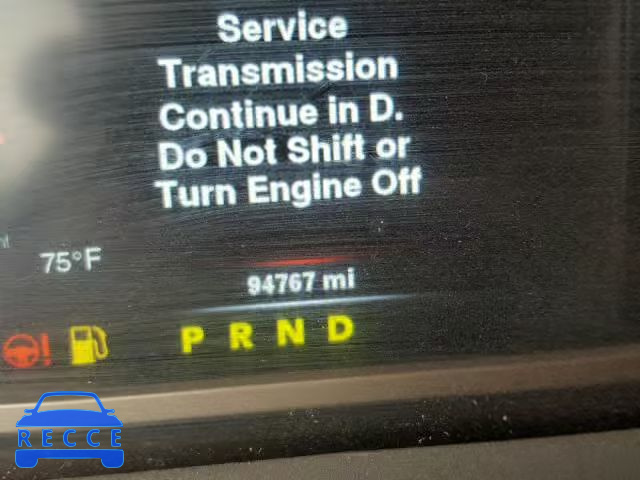 Service
Transmission
Continue in D.
Do Not Shift or
Turn Engine Off
75°F
94767 mi
P R N D
RECCE